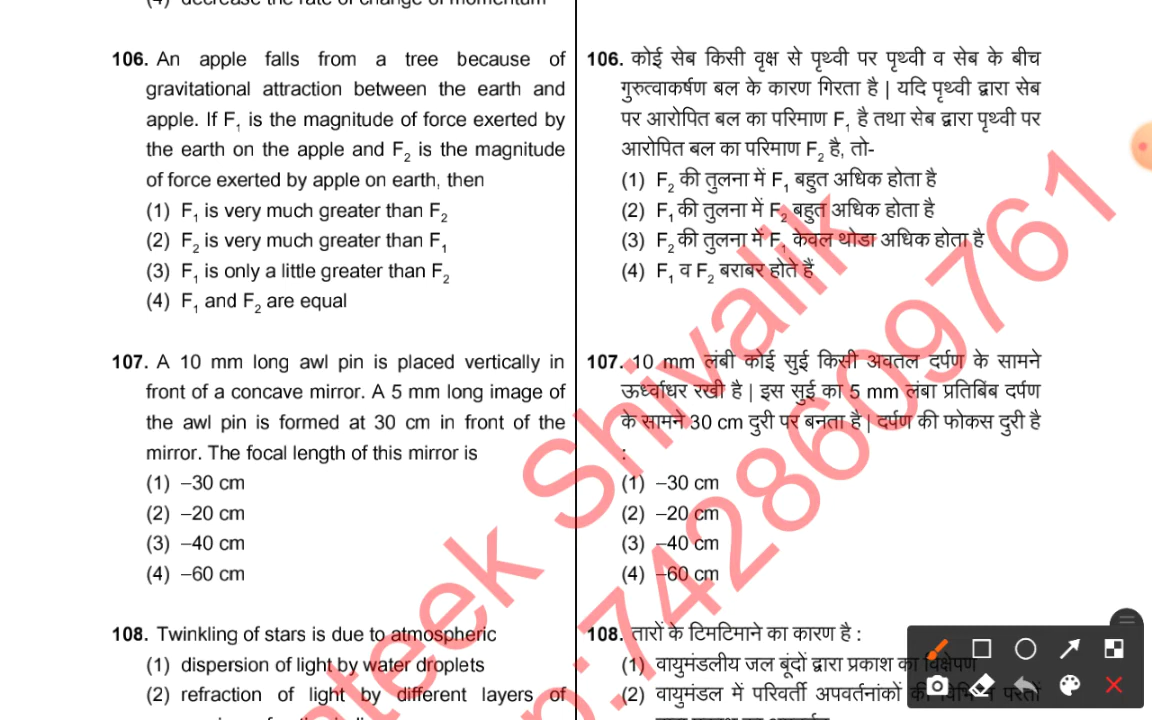 (4) decrease the rate of change of momentum
106. An apple falls from a tree because of
gravitational attraction between the earth and
apple. If F₁ is the magnitude of force exerted by
the earth on the apple and F₂ is the magnitude
of force exerted by apple on earth, then
(1) F₁ is very much greater than F₂
(2) F₂ is very much greater than F₁
(3) F₁ is only a little greater than F₂
(4) F₁ and F₂ are equal
107. A 10 mm long awl pin is placed vertically in
front of a concave mirror. A 5 mm long image of
the awl pin is formed at 30 cm in front of the
mirror. The focal length of this mirror is
(1) –30 cm
(2) –20 cm
(3) –40 cm
(4) –60 cm
108. Twinkling of stars is due to atmospheric
(1) dispersion of light by water droplets
(2) refraction of light by different layers of
106. कोई सेब किसी वृक्ष से पृथ्वी पर पृथ्वी व सेब के बीच
गुरुत्वाकर्षण बल के कारण गिरता है | यदि पृथ्वी द्वारा सेब
पर आरोपित बल का परिमाण F₁ है तथा सेब द्वारा पृथ्वी पर
आरोपित बल का परिमाण F₂ है, तो-
(1) F₂ की तुलना में F₁ बहुत अधिक होता है
(2) F₁ की तुलना में F₂ बहुत अधिक होता है
(3) F₂ की तुलना में F₁ केवल थोडा अधिक होता है
(4) F₁ व F₂ बराबर होते हैं
107. 10 mm लंबी कोई सुई किसी अवतल दर्पण के सामने
ऊर्ध्वाधर रखी है | इस सुई का 5 mm लंबा प्रतिबिंब दर्पण
के सामने 30 cm दुरी पर बनता है | दर्पण की फोकस दुरी है
:
(1) –30 cm
(2) –20 cm
(3) –40 cm
(4) –60 cm
108. तारों के टिमटिमाने का कारण है :
(1) वायुमंडलीय जल बूंदों द्वारा प्रकाश का विक्षेपण
(2) वायुमंडल में परिवर्ती अपवर्तनांकों की विभिन्न परतों
ateek Shivalik
7428609761